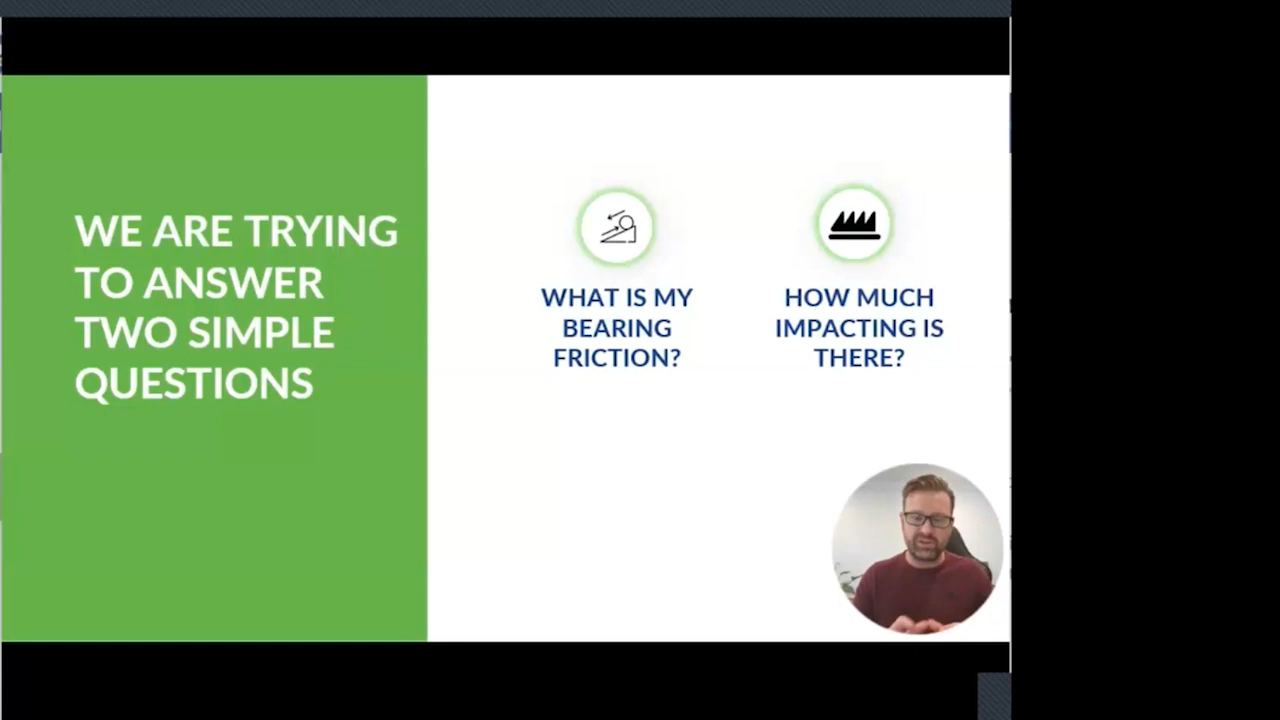 WE ARE TRYING
TO ANSWER
TWO SIMPLE
QUESTIONS
WHAT IS MY
BEARING
FRICTION?
HOW MUCH
IMPACTING IS
THERE?